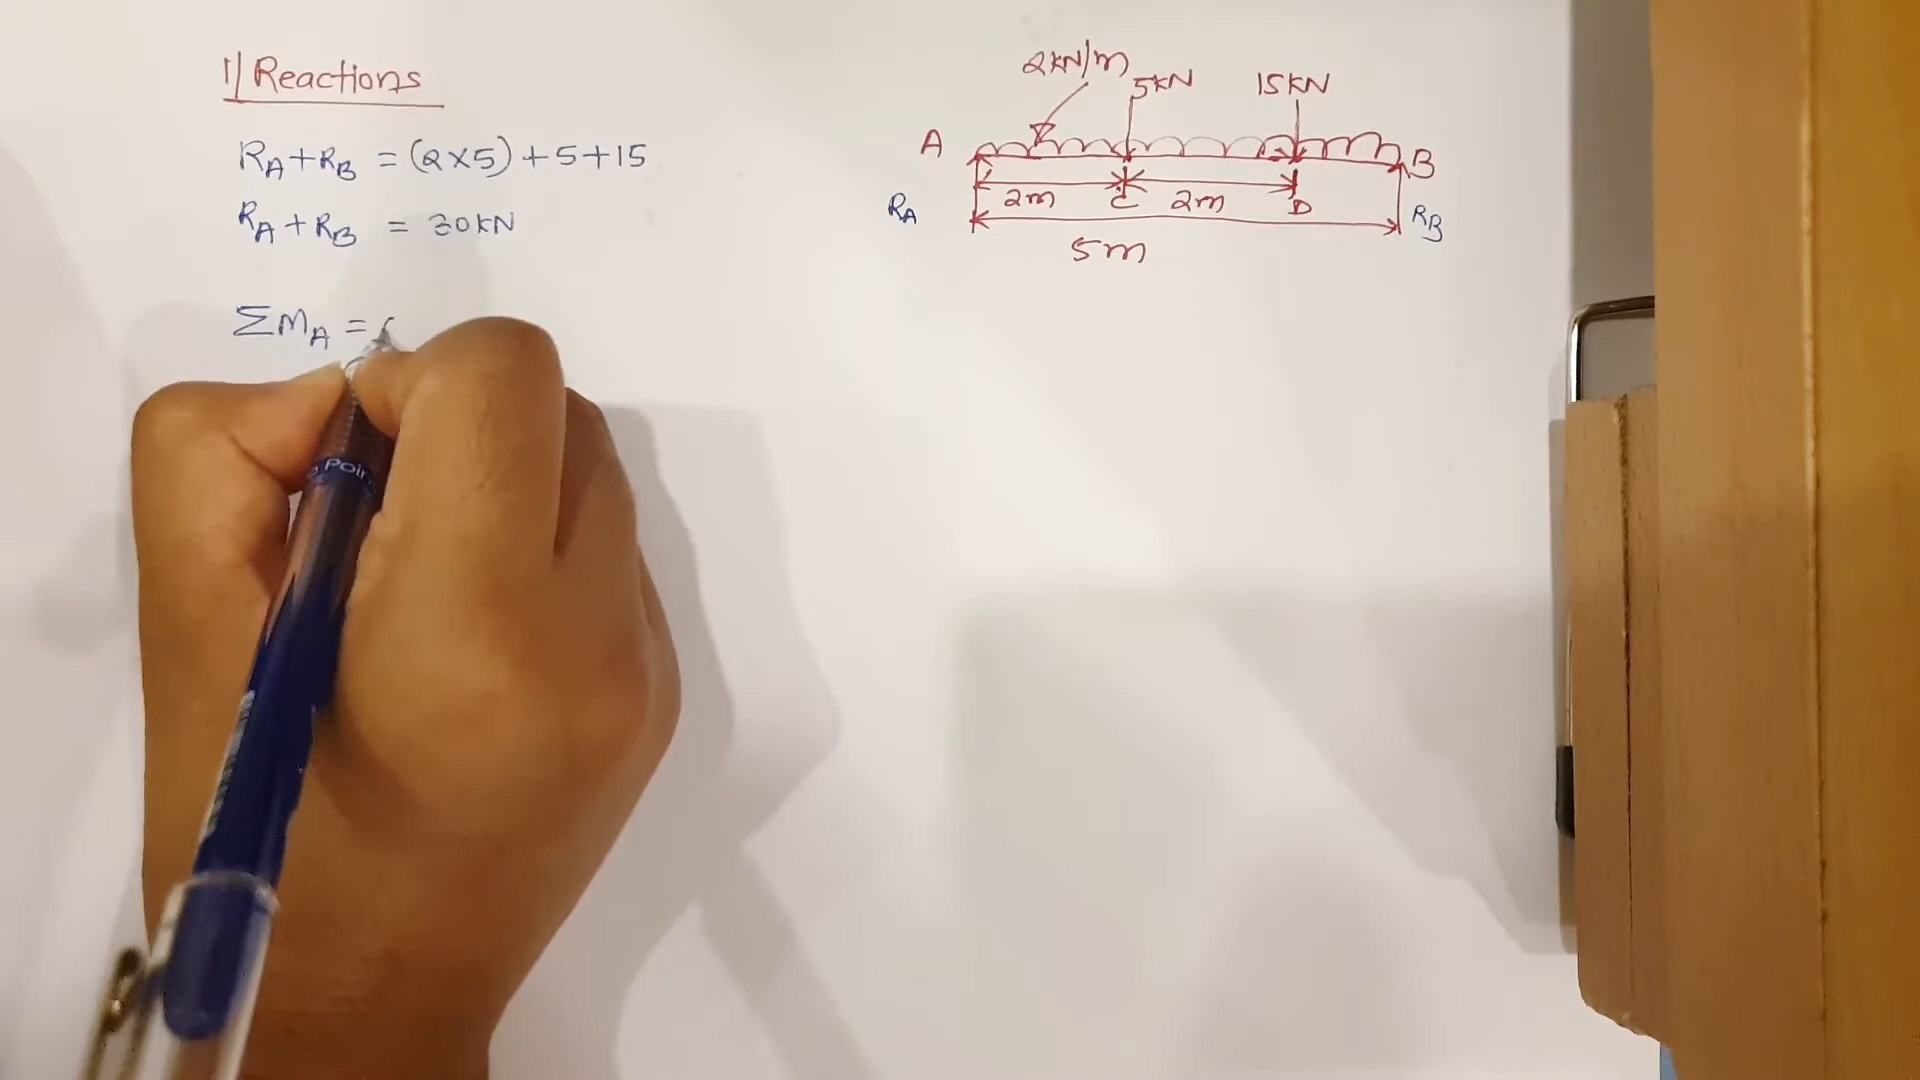 1) Reactions
RA+RB = (2×5)+5+15
RA+RB = 30KN
ΣMA =
2KN/m
5KN
15KN
A
B
2m
C
2m
D
RA
RB
5m
Poin